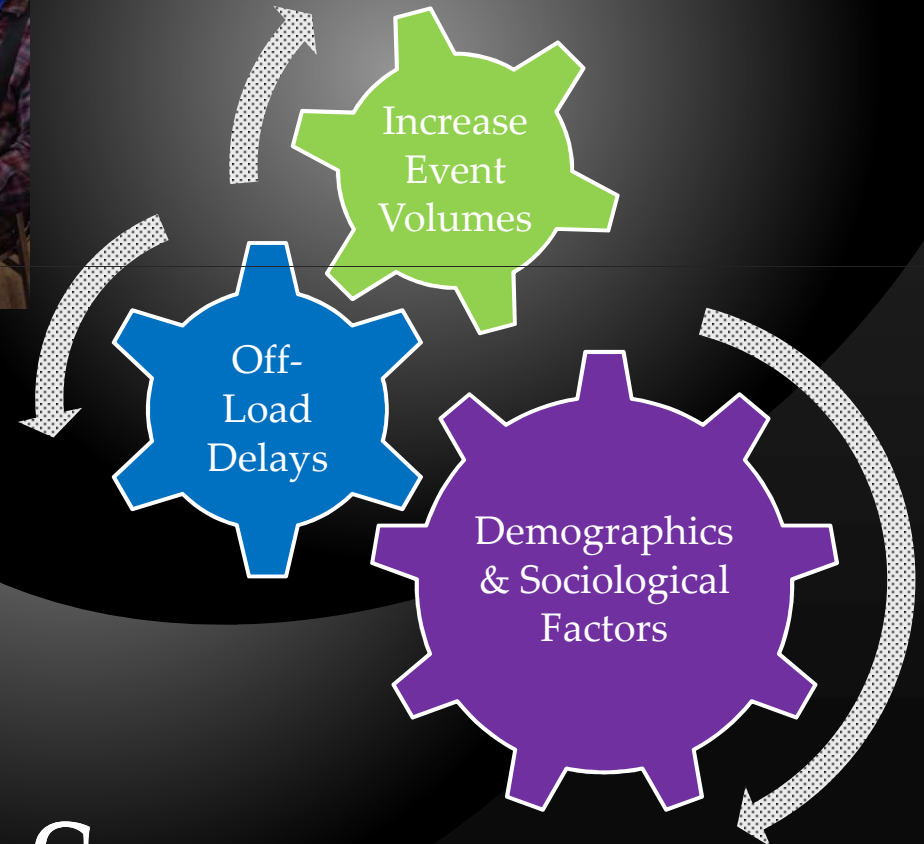 Increase
Event
Volumes
Off-
Load
Delays
Demographics
& Sociological
Factors